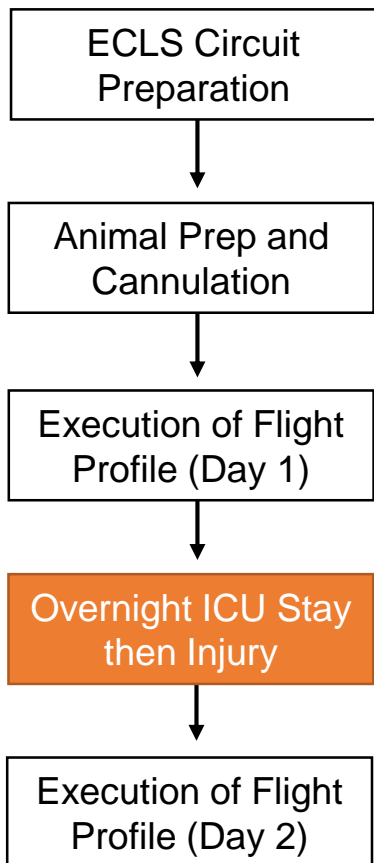 ECLS Circuit
Preparation
Animal Prep and
Cannulation
Execution of Flight
Profile (Day 1)
Overnight ICU Stay
then Injury
Execution of Flight
Profile (Day 2)